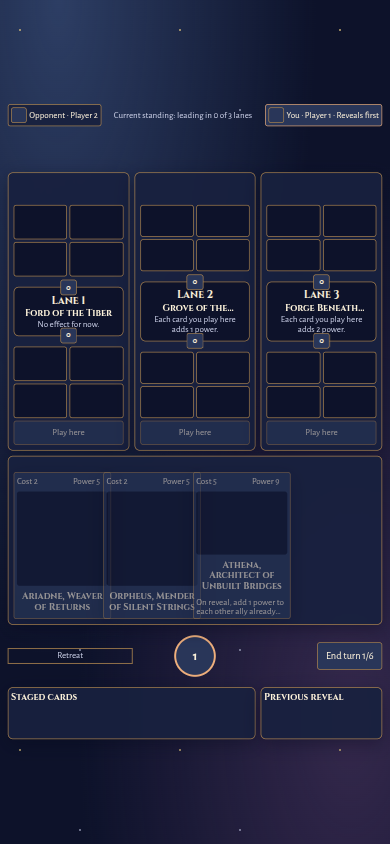 Opponent · Player 2
Current standing: leading in 0 of 3 lanes
You · Player 1 · Reveals first
0
0
0
Lane 1
Ford of the Tiber
No effect for now.
Lane 2
Grove of the...
Each card you play here
adds 1 power.
Lane 3
Forge Beneath...
Each card you play here
adds 2 power.
0
0
0
Play here
Play here
Play here
Cost 2 Power 5
Ariadne, Weaver
of Returns
Cost 2 Power 5
Orpheus, Mender
of Silent Strings
Cost 5 Power 9
Athena,
Architect of
Unbuilt Bridges
On reveal, add 1 power to
each other ally already...
Retreat
1
End turn 1/6
Staged cards
Previous reveal